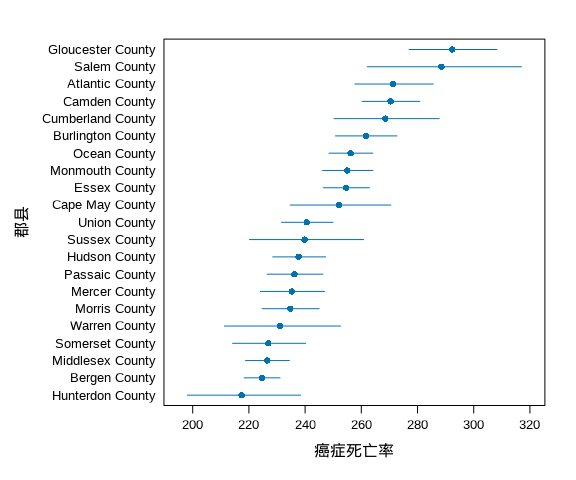 Gloucester County
Salem County
Atlantic County
Camden County
Cumberland County
Burlington County
Ocean County
Monmouth County
Essex County
Cape May County
Union County
Sussex County
Hudson County
Passaic County
Mercer County
Morris County
Warren County
Somerset County
Middlesex County
Bergen County
Hunterdon County
郡县
200 220 240 260 280 300 320
癌症死亡率